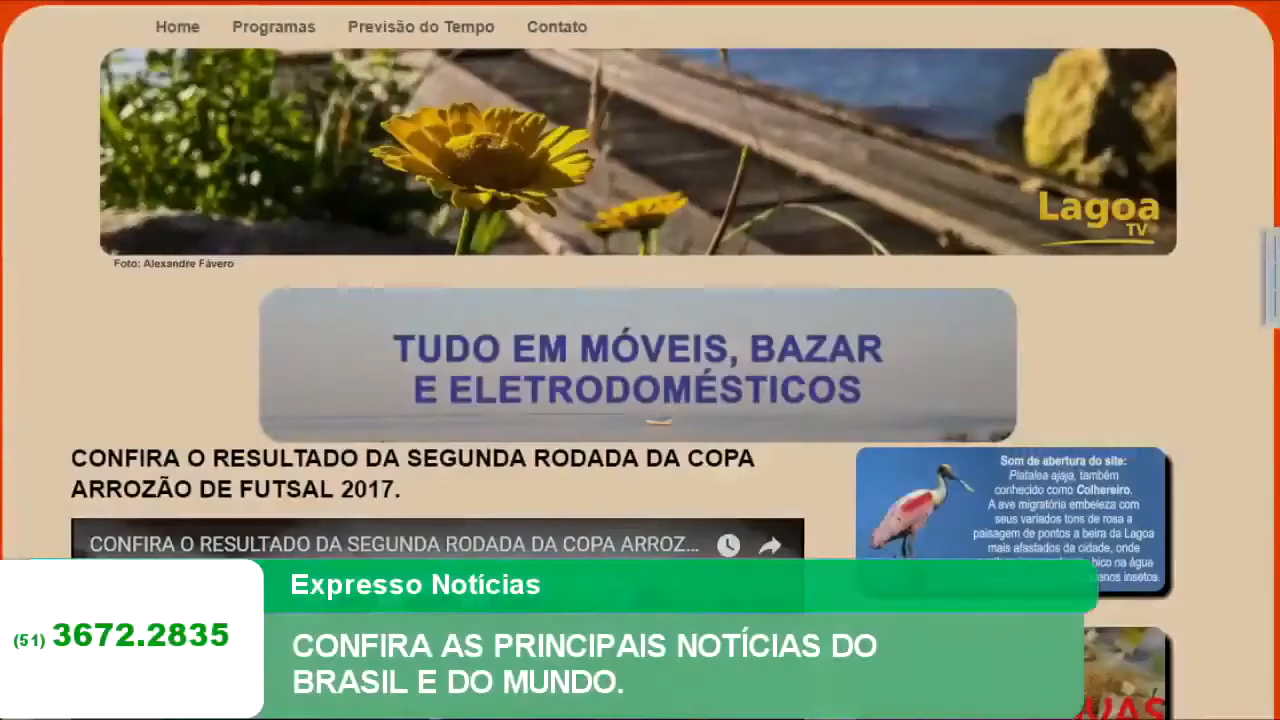 Home Programas Previsão do Tempo Contato
Lagoa
TV
Foto: Alexandre Fávero
TUDO EM MÓVEIS, BAZAR
E ELETRODOMÉSTICOS
CONFIRA O RESULTADO DA SEGUNDA RODADA DA COPA
ARROZÃO DE FUTSAL 2017.
CONFIRA O RESULTADO DA SEGUNDA RODADA DA COPA ARROZ...
Som de abertura do site:
Platalea ajaja, também
conhecido como Colhereiro.
A ave migratória embeleza com
seus variados tons de rosa a
paisagem de pontos a beira da Lagoa
mais afastados da cidade, onde
bico na água
insetos.
Expresso Notícias
(51) 3672.2835
CONFIRA AS PRINCIPAIS NOTÍCIAS DO
BRASIL E DO MUNDO.